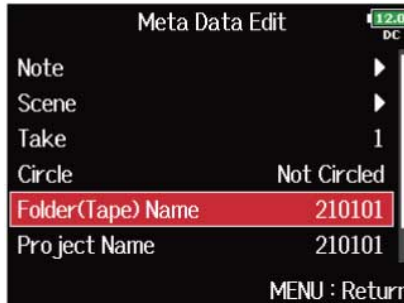 Meta Data Edit
12.0
DC
Note
Scene
Take 1
Circle Not Circled
Folder(Tape) Name 210101
Project Name 210101
MENU : Return